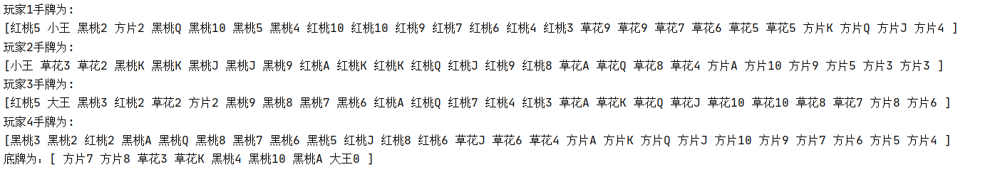 玩家1手牌为:
[红桃5 小王 黑桃2 方片2 黑桃Q 黑桃10 黑桃5 黑桃4 红桃10 红桃10 红桃9 红桃7 红桃6 红桃4 红桃3 草花9 草花9 草花7 草花6 草花5 草花5 方片K 方片Q 方片J 方片4 ]
玩家2手牌为:
[小王 草花3 草花2 黑桃K 黑桃K 黑桃J 黑桃J 黑桃9 红桃A 红桃K 红桃K 红桃Q 红桃J 红桃9 红桃8 草花A 草花Q 草花8 草花4 方片A 方片10 方片9 方片5 方片3 方片3 ]
玩家3手牌为:
[红桃5 大王 黑桃3 红桃2 草花2 方片2 黑桃9 黑桃8 黑桃7 黑桃6 红桃A 红桃Q 红桃7 红桃4 红桃3 草花A 草花K 草花Q 草花J 草花10 草花10 草花8 草花7 方片8 方片6 ]
玩家4手牌为:
[黑桃3 黑桃2 红桃2 黑桃A 黑桃Q 黑桃8 黑桃7 黑桃6 黑桃5 红桃J 红桃8 红桃6 草花J 草花6 草花4 方片A 方片K 方片Q 方片J 方片10 方片9 方片7 方片6 方片5 方片4 ]
底牌为：[ 方片7 方片8 草花3 草花K 黑桃4 黑桃10 黑桃A 大王0 ]